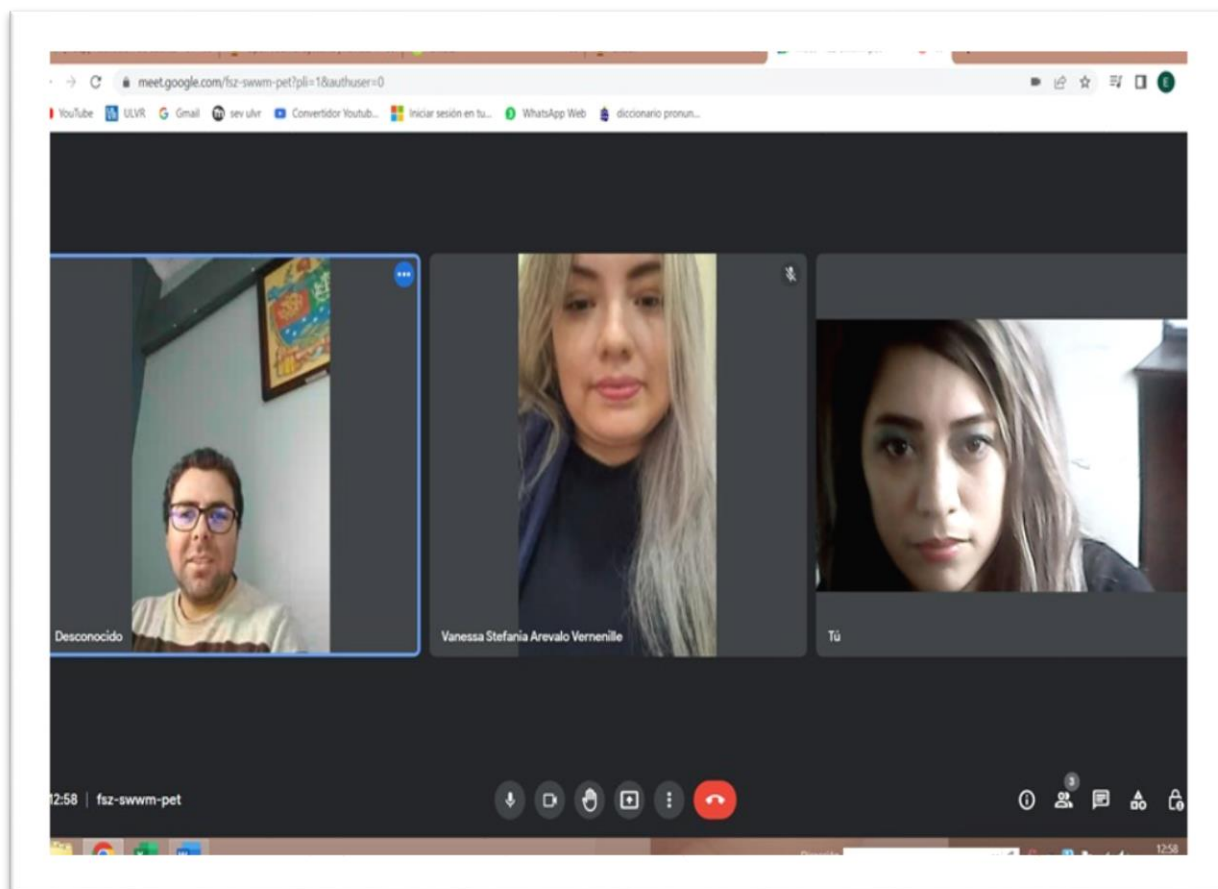 meet.google.com/fsz-swwm-pet?pli=1&authuser=0
YouTube ULVR Gmail sev ulvr Convertidor Youtub... Iniciar sesión en tu... WhatsApp Web diccionario pronun...
E
Desconocido
Vanessa Stefania Arevalo Vernenille
Tú
12:58 | fsz-swwm-pet
3
Dirección
12:58